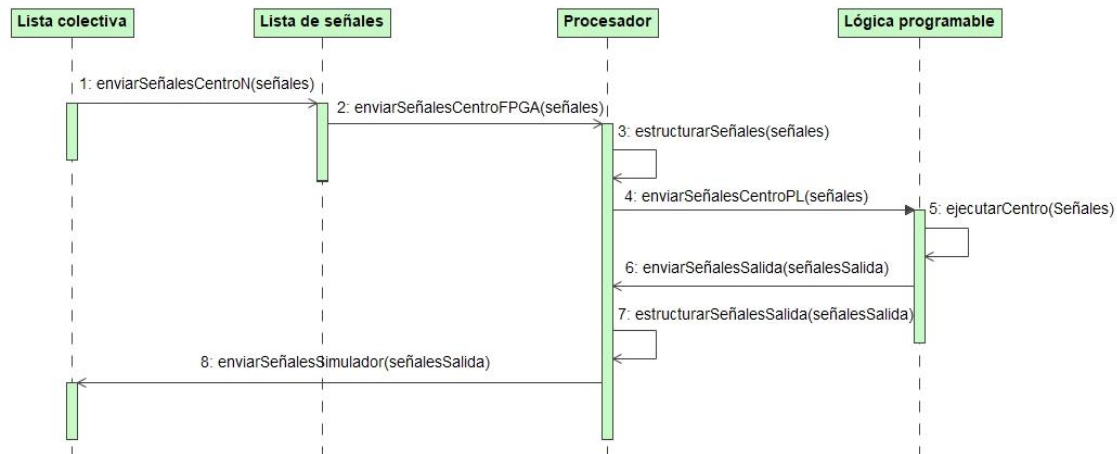 Lista colectiva
Lista de señales
Procesador
Lógica programable
1: enviarSeñalesCentroN(señales)
2: enviarSeñalesCentroFPGA(señales)
3: estructurarSeñales(señales)
4: enviarSeñalesCentroPL(señales)
5: ejecutarCentro(Señales)
6: enviarSeñalesSalida(señalesSalida)
7: estructurarSeñalesSalida(señalesSalida)
8: enviarSeñalesSimulador(señalesSalida)